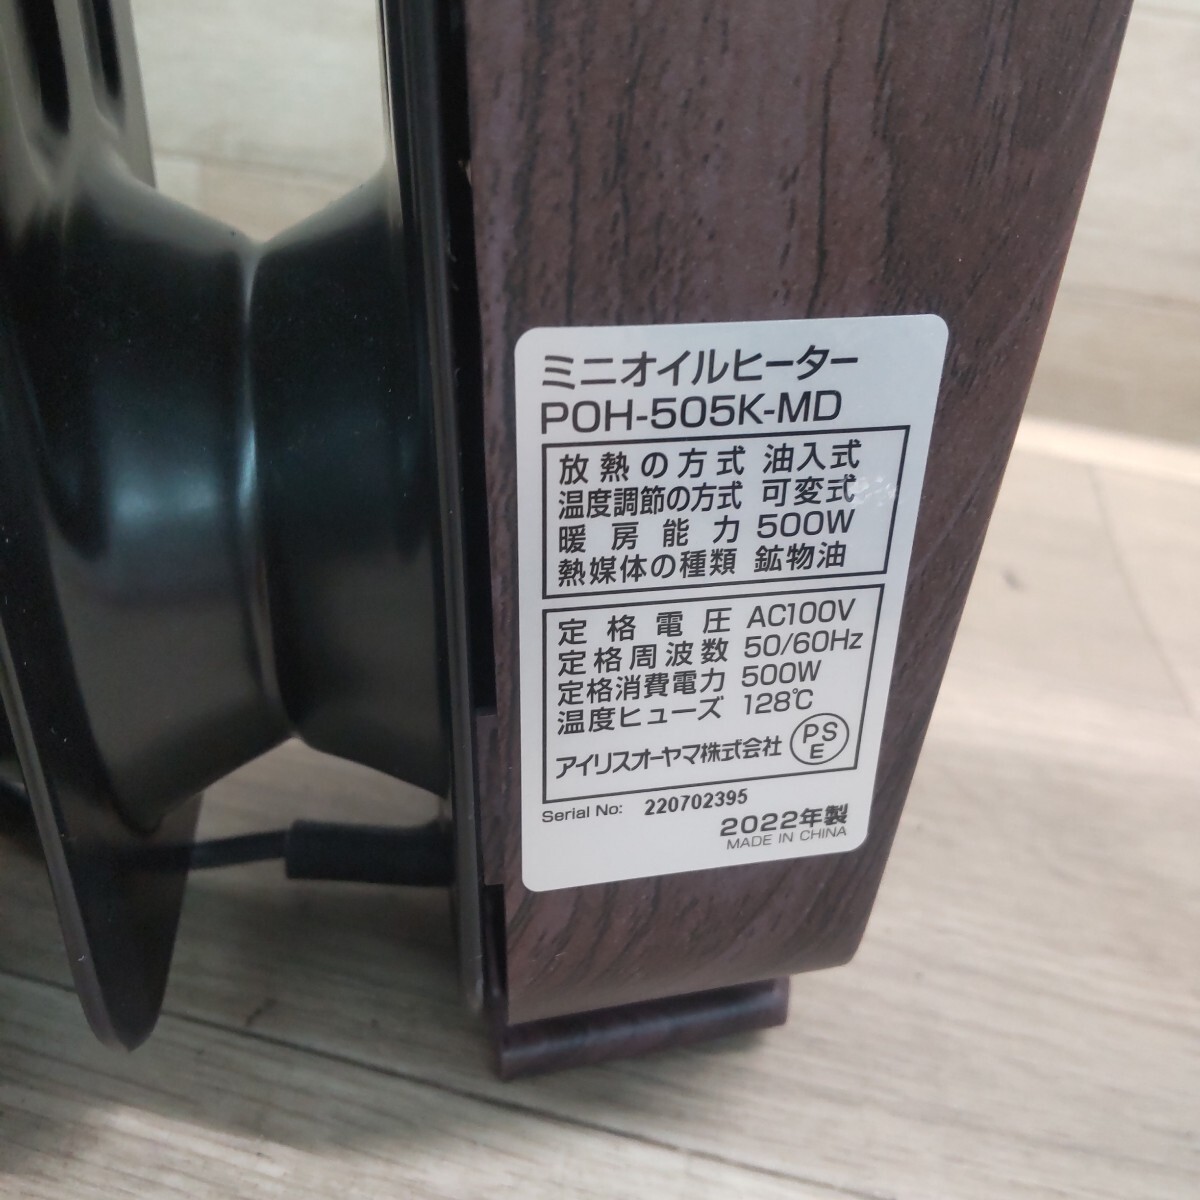 ミニオイルヒーター
POH-505K-MD
放熱の方式 油入式
温度調節の方式 可変式
暖房能力 500W
熱媒体の種類 鉱物油
定格電圧 AC100V
定格周波数 50/60Hz
定格消費電力 500W
温度ヒューズ 128℃
アイリスオーヤマ株式会社 PSE
Serial No: 220702395
2022年製
MADE IN CHINA